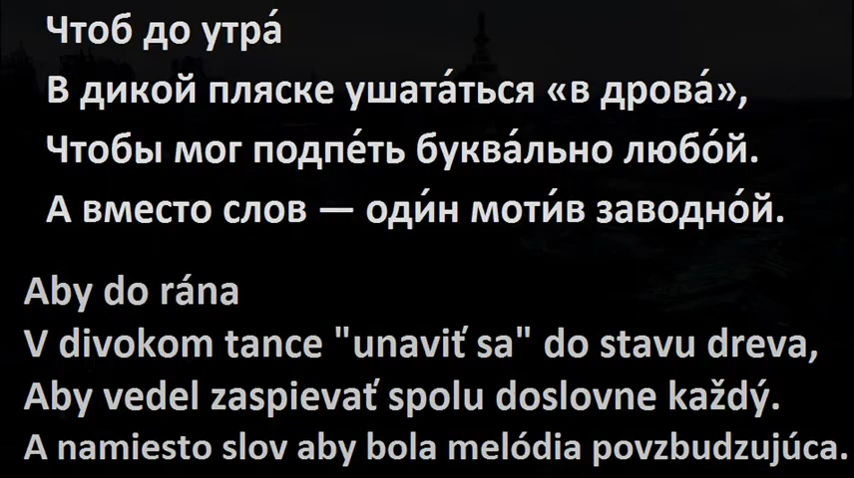 Чтоб до утра́
В дикой пляске ушата́ться «в дрова́»,
Чтобы мог подпе́ть буква́льно любо́й.
А вместо слов — оди́н моти́в заводно́й.
Aby do rána
V divokom tance "unaviť sa" do stavu dreva,
Aby vedel zaspievať spolu doslovne každý.
A namiesto slov aby bola melódia povzbudzujúca.